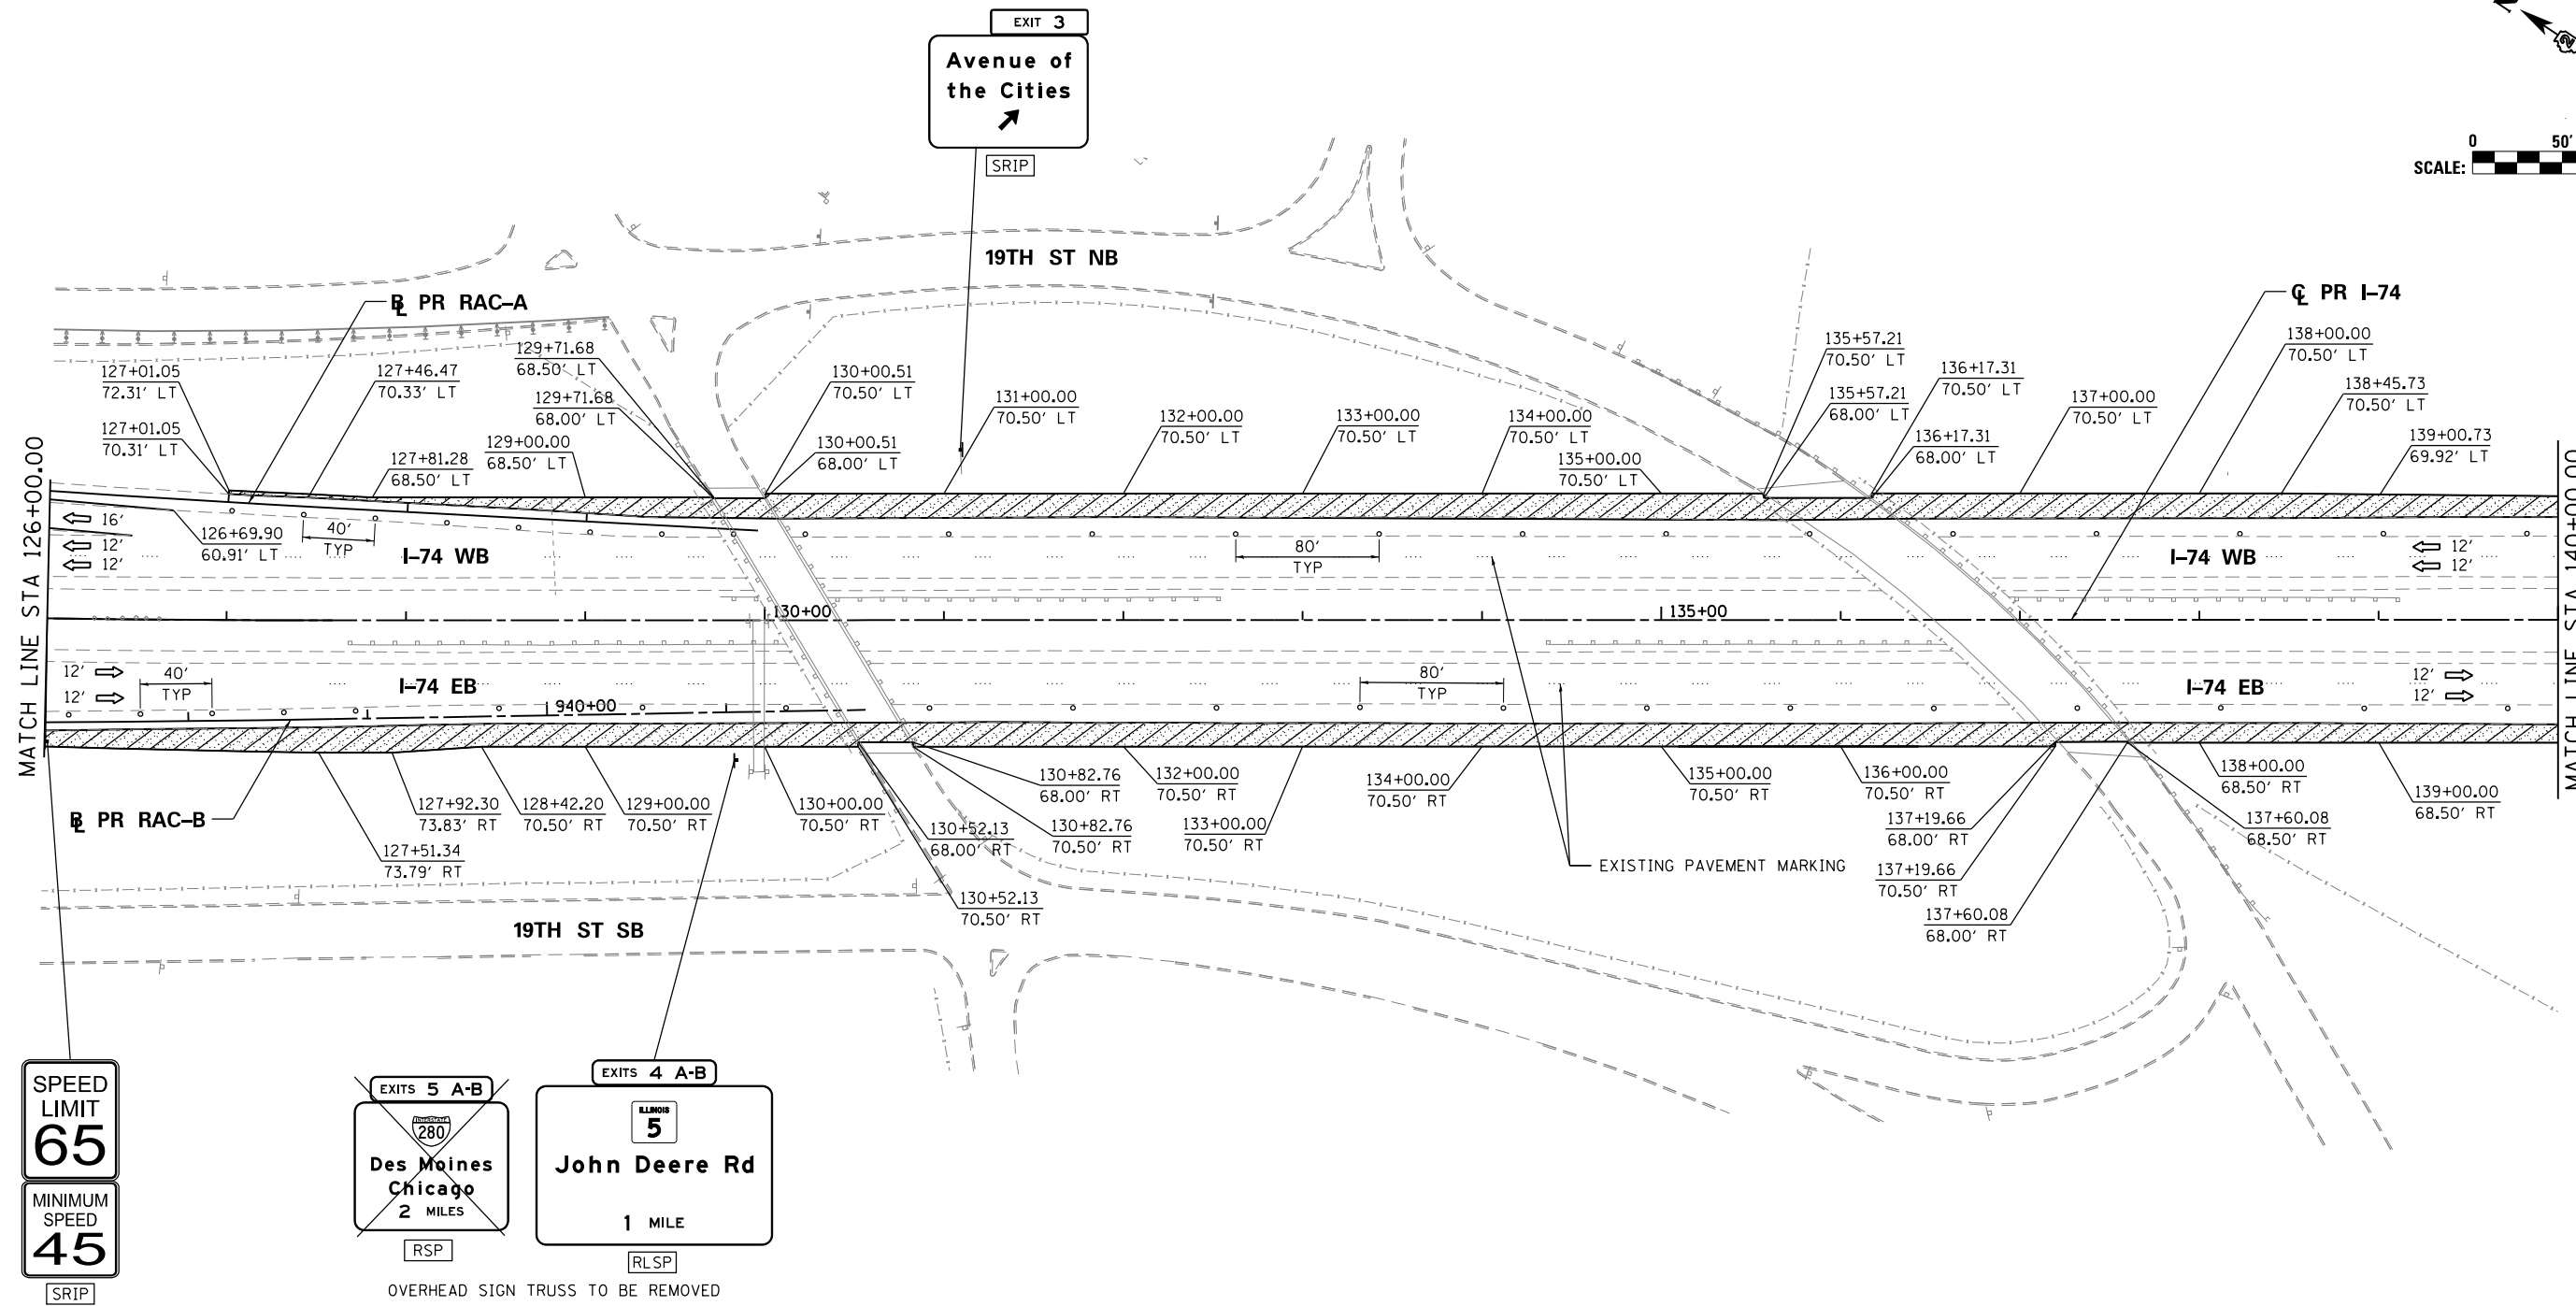 EXIT 3
Avenue of
the Cities
SRIP
0 50'
SCALE:
19TH ST NB
BL PR RAC-A
CL PR I-74
127+01.05
72.31' LT
127+01.05
70.31' LT
127+46.47
70.33' LT
127+81.28
68.50' LT
129+00.00
68.50' LT
129+71.68
68.50' LT
129+71.68
68.00' LT
130+00.51
70.50' LT
130+00.51
68.00' LT
131+00.00
70.50' LT
132+00.00
70.50' LT
133+00.00
70.50' LT
134+00.00
70.50' LT
135+00.00
70.50' LT
135+57.21
70.50' LT
135+57.21
68.00' LT
136+17.31
70.50' LT
136+17.31
68.00' LT
137+00.00
70.50' LT
138+00.00
70.50' LT
138+45.73
70.50' LT
139+00.73
69.92' LT
MATCH LINE STA 126+00.00
MATCH LINE STA 140+00.00
16'
12'
12'
126+69.90
60.91' LT
40'
TYP
I-74 WB
80'
TYP
I-74 WB
12'
12'
130+00
135+00
12'
12'
40'
TYP
I-74 EB
940+00
80'
TYP
I-74 EB
12'
12'
BL PR RAC-B
127+51.34
73.79' RT
127+92.30
73.83' RT
128+42.20
70.50' RT
129+00.00
70.50' RT
130+00.00
70.50' RT
130+52.13
68.00' RT
130+52.13
70.50' RT
130+82.76
68.00' RT
130+82.76
70.50' RT
132+00.00
70.50' RT
133+00.00
70.50' RT
134+00.00
70.50' RT
135+00.00
70.50' RT
136+00.00
70.50' RT
137+19.66
68.00' RT
137+19.66
70.50' RT
137+60.08
68.00' RT
137+60.08
68.50' RT
138+00.00
68.50' RT
139+00.00
68.50' RT
EXISTING PAVEMENT MARKING
19TH ST SB
SPEED
LIMIT
65
MINIMUM
SPEED
45
SRIP
EXITS 5 A-B
INTERSTATE
280
Des Moines
Chicago
2 MILES
RSP
EXITS 4 A-B
ILLINOIS
5
John Deere Rd
1 MILE
RLSP
OVERHEAD SIGN TRUSS TO BE REMOVED